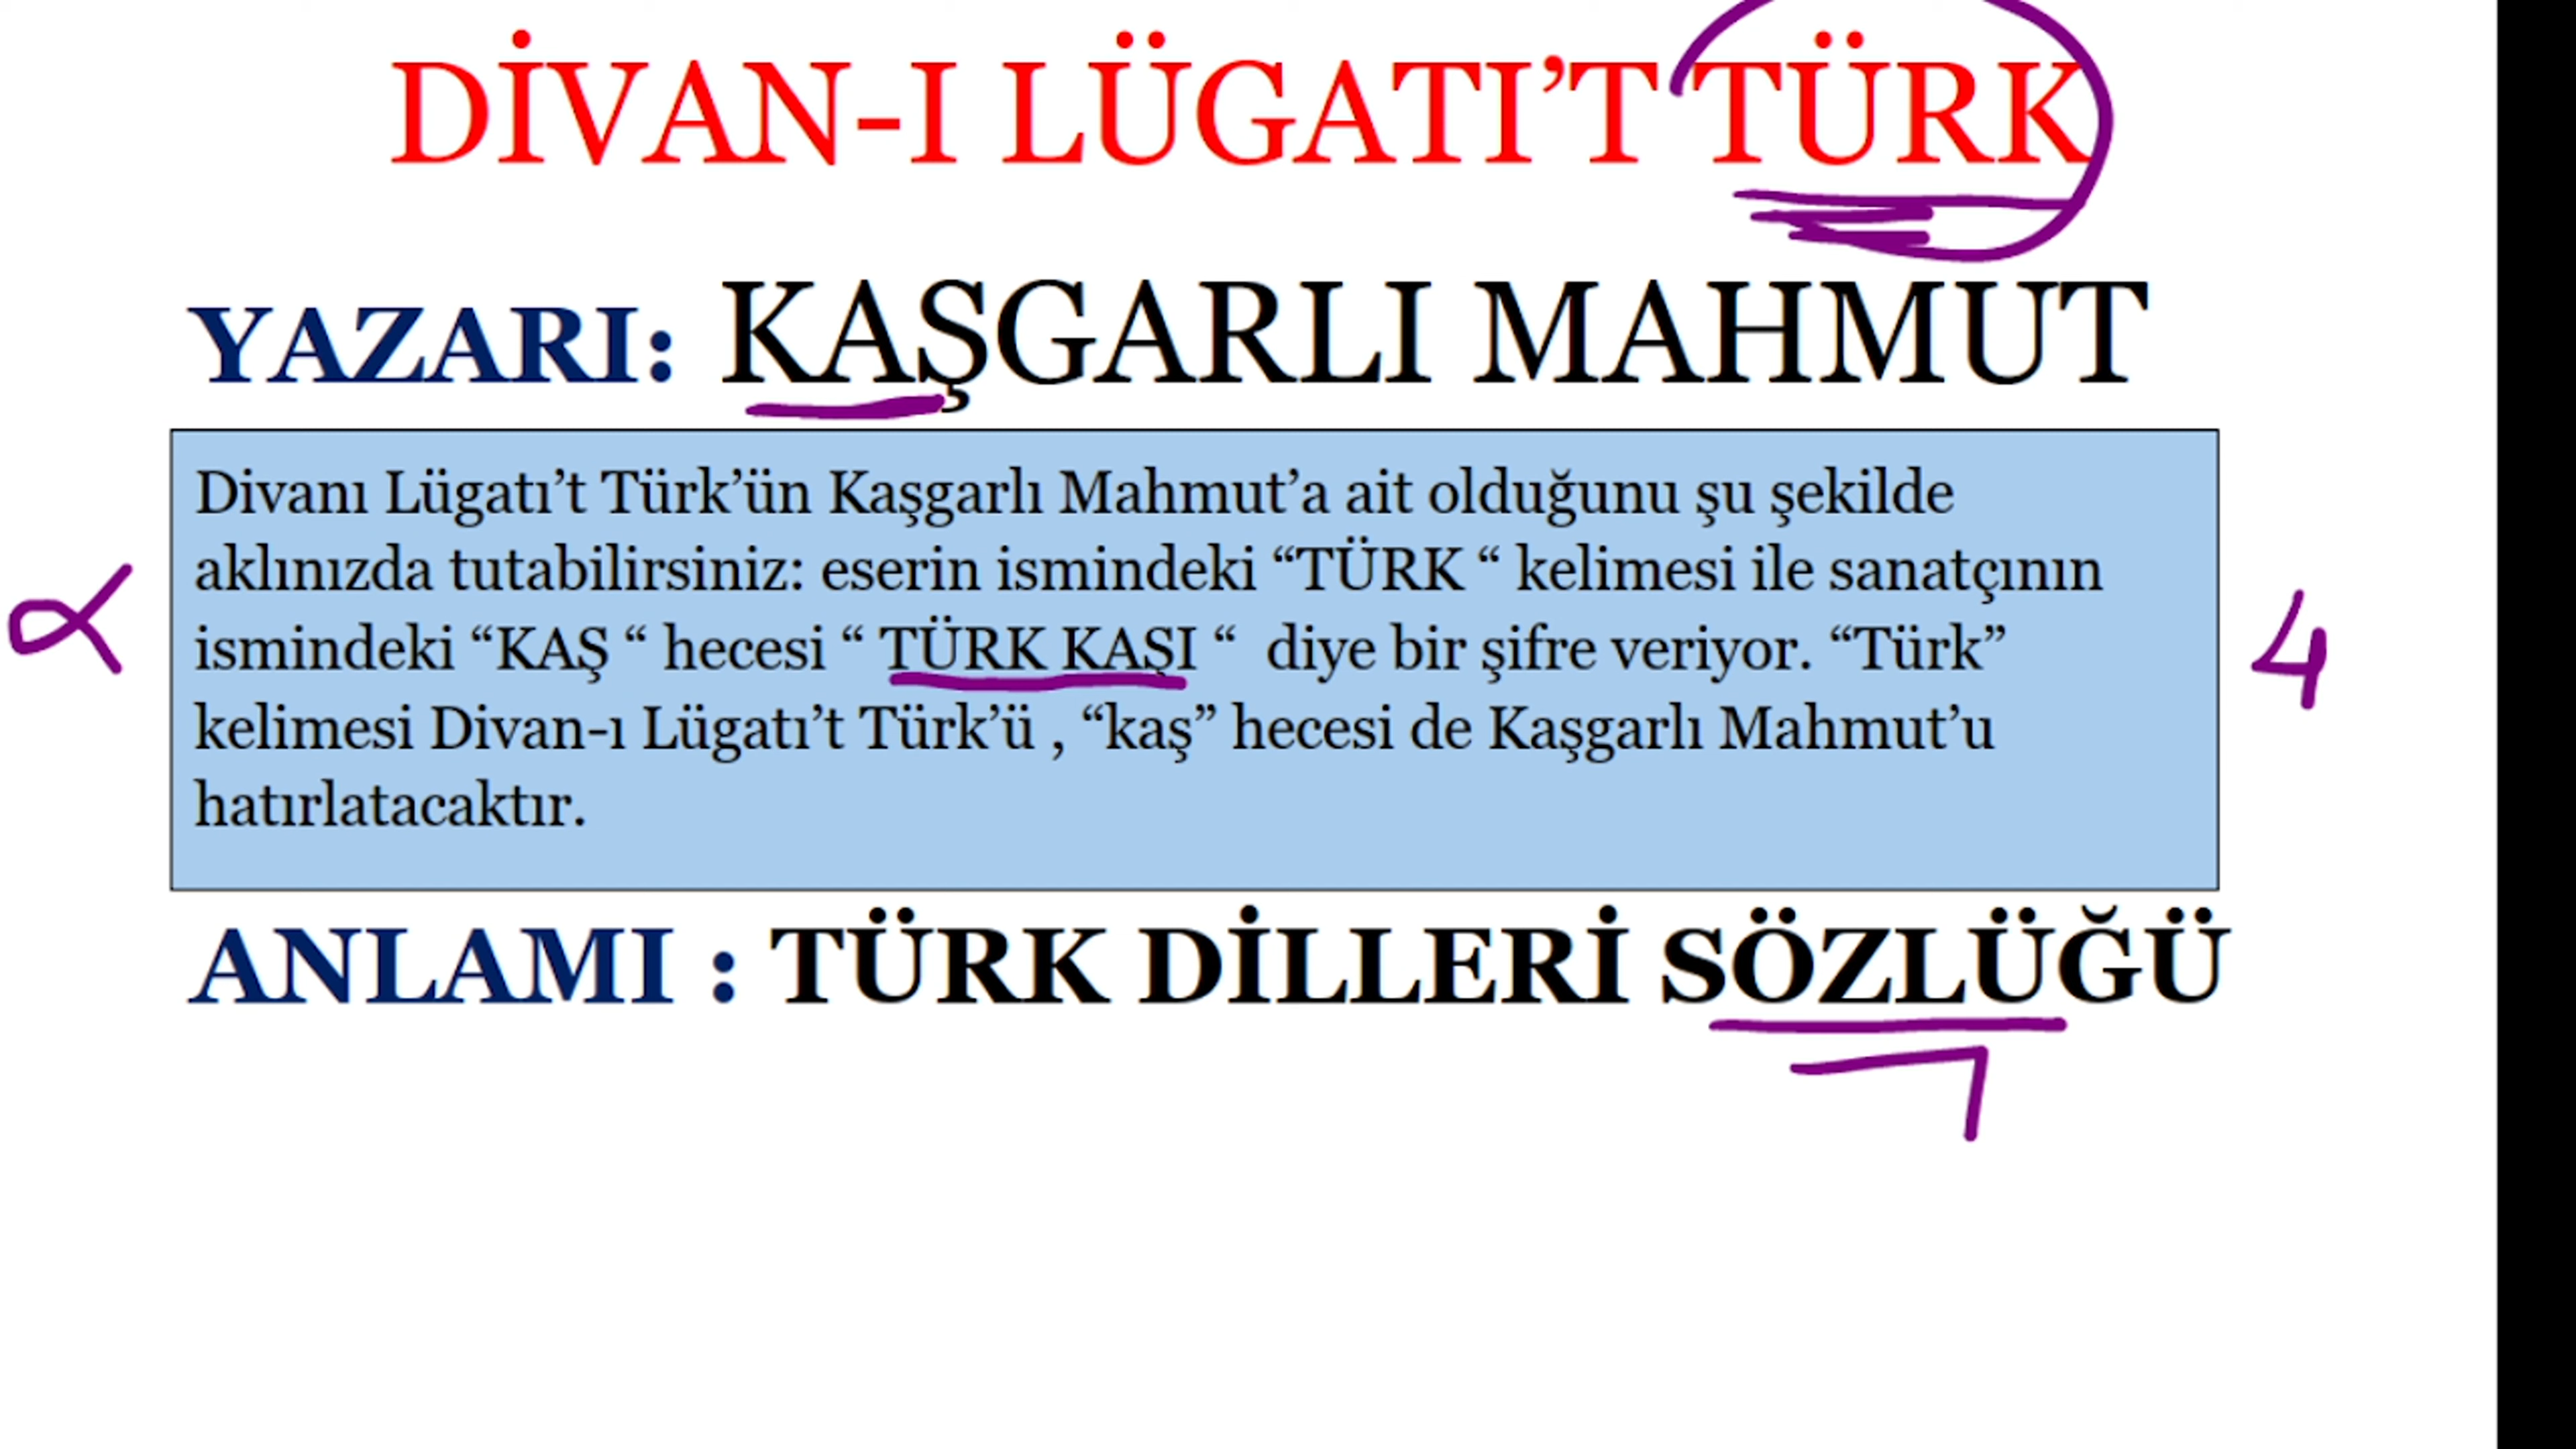 DİVAN-I LÜGATI’T TÜRK
YAZARI: KAŞGARLI MAHMUT
Divanı Lügatı’t Türk’ün Kaşgarlı Mahmut’a ait olduğunu şu şekilde
aklınızda tutabilirsiniz: eserin ismindeki “TÜRK “ kelimesi ile sanatçının
ismindeki “KAŞ “ hecesi “ TÜRK KAŞI “ diye bir şifre veriyor. “Türk”
kelimesi Divan-ı Lügatı’t Türk’ü , “kaş” hecesi de Kaşgarlı Mahmut’u
hatırlatacaktır.
4
ANLAMI : TÜRK DİLLERİ SÖZLÜĞÜ